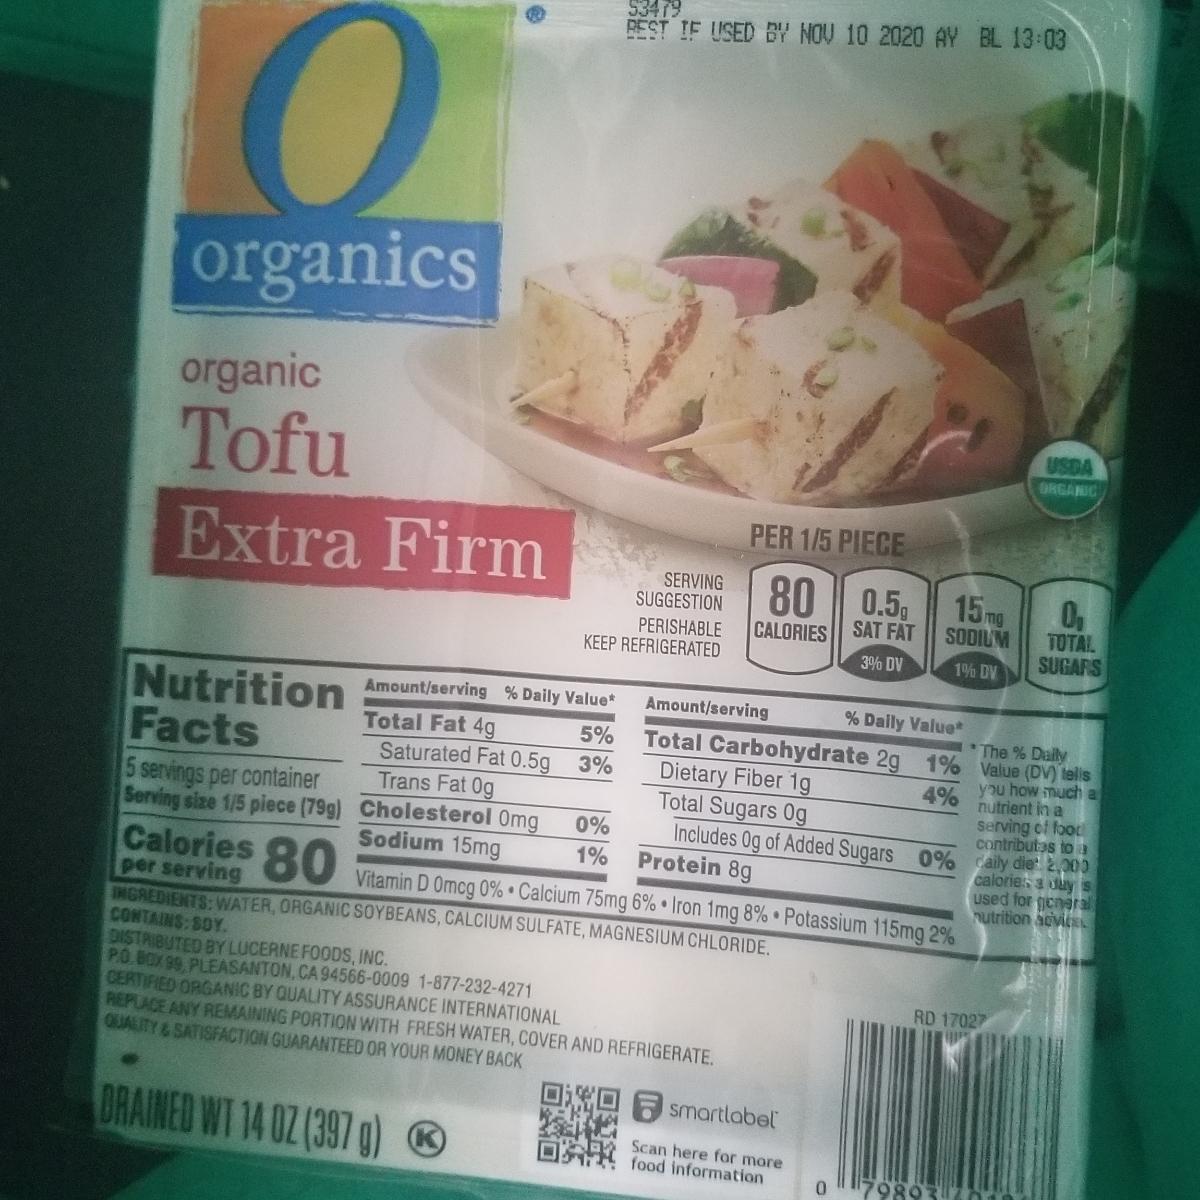 53479
BEST IF USED BY NOV 10 2020 AY BL 13:03
O
®
organics
organic
Tofu
Extra Firm
USDA
ORGANIC
PER 1/5 PIECE
SERVING
SUGGESTION
PERISHABLE
KEEP REFRIGERATED
80
CALORIES
0.5g
SAT FAT
3% DV
15mg
SODIUM
1% DV
0g
TOTAL
SUGARS
Nutrition
Facts
5 servings per container
Serving size 1/5 piece (79g)
Calories
per serving
80
Amount/serving % Daily Value*
Total Fat 4g 5%
Saturated Fat 0.5g 3%
Trans Fat 0g
Cholesterol 0mg 0%
Sodium 15mg 1%
Amount/serving % Daily Value*
Total Carbohydrate 2g 1%
Dietary Fiber 1g 4%
Total Sugars 0g
Includes 0g of Added Sugars 0%
Protein 8g
Vitamin D 0mcg 0% • Calcium 75mg 6% • Iron 1mg 8% • Potassium 115mg 2%
* The % Daily
Value (DV) tells
you how much a
nutrient in a
serving of food
contributes to a
daily diet. 2,000
calories a day is
used for general
nutrition advice.
INGREDIENTS: WATER, ORGANIC SOYBEANS, CALCIUM SULFATE, MAGNESIUM CHLORIDE.
CONTAINS: SOY.
DISTRIBUTED BY LUCERNE FOODS, INC.
P.O. BOX 99, PLEASANTON, CA 94566-0009 1-877-232-4271
CERTIFIED ORGANIC BY QUALITY ASSURANCE INTERNATIONAL
REPLACE ANY REMAINING PORTION WITH FRESH WATER, COVER AND REFRIGERATE.
QUALITY & SATISFACTION GUARANTEED OR YOUR MONEY BACK
DRAINED WT 14 OZ (397 g)
K
smartlabel™
Scan here for more
food information
RD 17027
0 79893